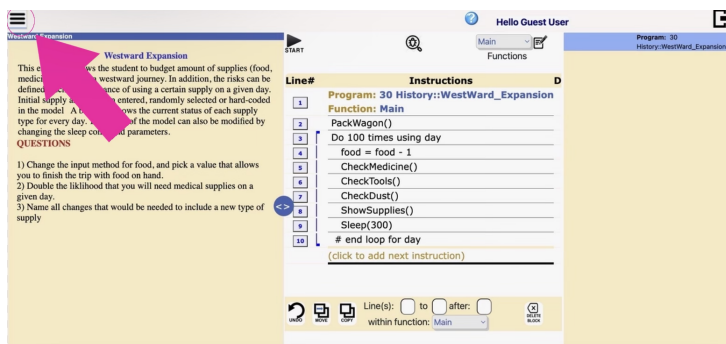 Hello Guest User
Westward Expansion
Westward Expansion
This e ws the student to budget amount of supplies (food,
medici westward journey. In addition, the risks can be
defined nce of using a certain supply on a given day.
Initial supply a entered, randomly selected or hard-coded
in the model A ows the current status of each supply
type for every day. of the model can also be modified by
changing the sleep com d parameters.
QUESTIONS
1) Change the input method for food, and pick a value that allows
you to finish the trip with food on hand.
2) Double the liklihood that you will need medical supplies on a
given day.
3) Name all changes that would be needed to include a new type of
supply
<>
START
Main
Functions
Line# Instructions D
1 Program: 30 History::WestWard_Expansion
Function: Main
2 PackWagon()
3 Do 100 times using day
4 food = food - 1
5 CheckMedicine()
6 CheckTools()
7 CheckDust()
8 ShowSupplies()
9 Sleep(300)
10 # end loop for day
(click to add next instruction)
UNDO MOVE COPY Line(s): to after: DELETE BLOCK
within function: Main
Program: 30
History::WestWard_Expansion